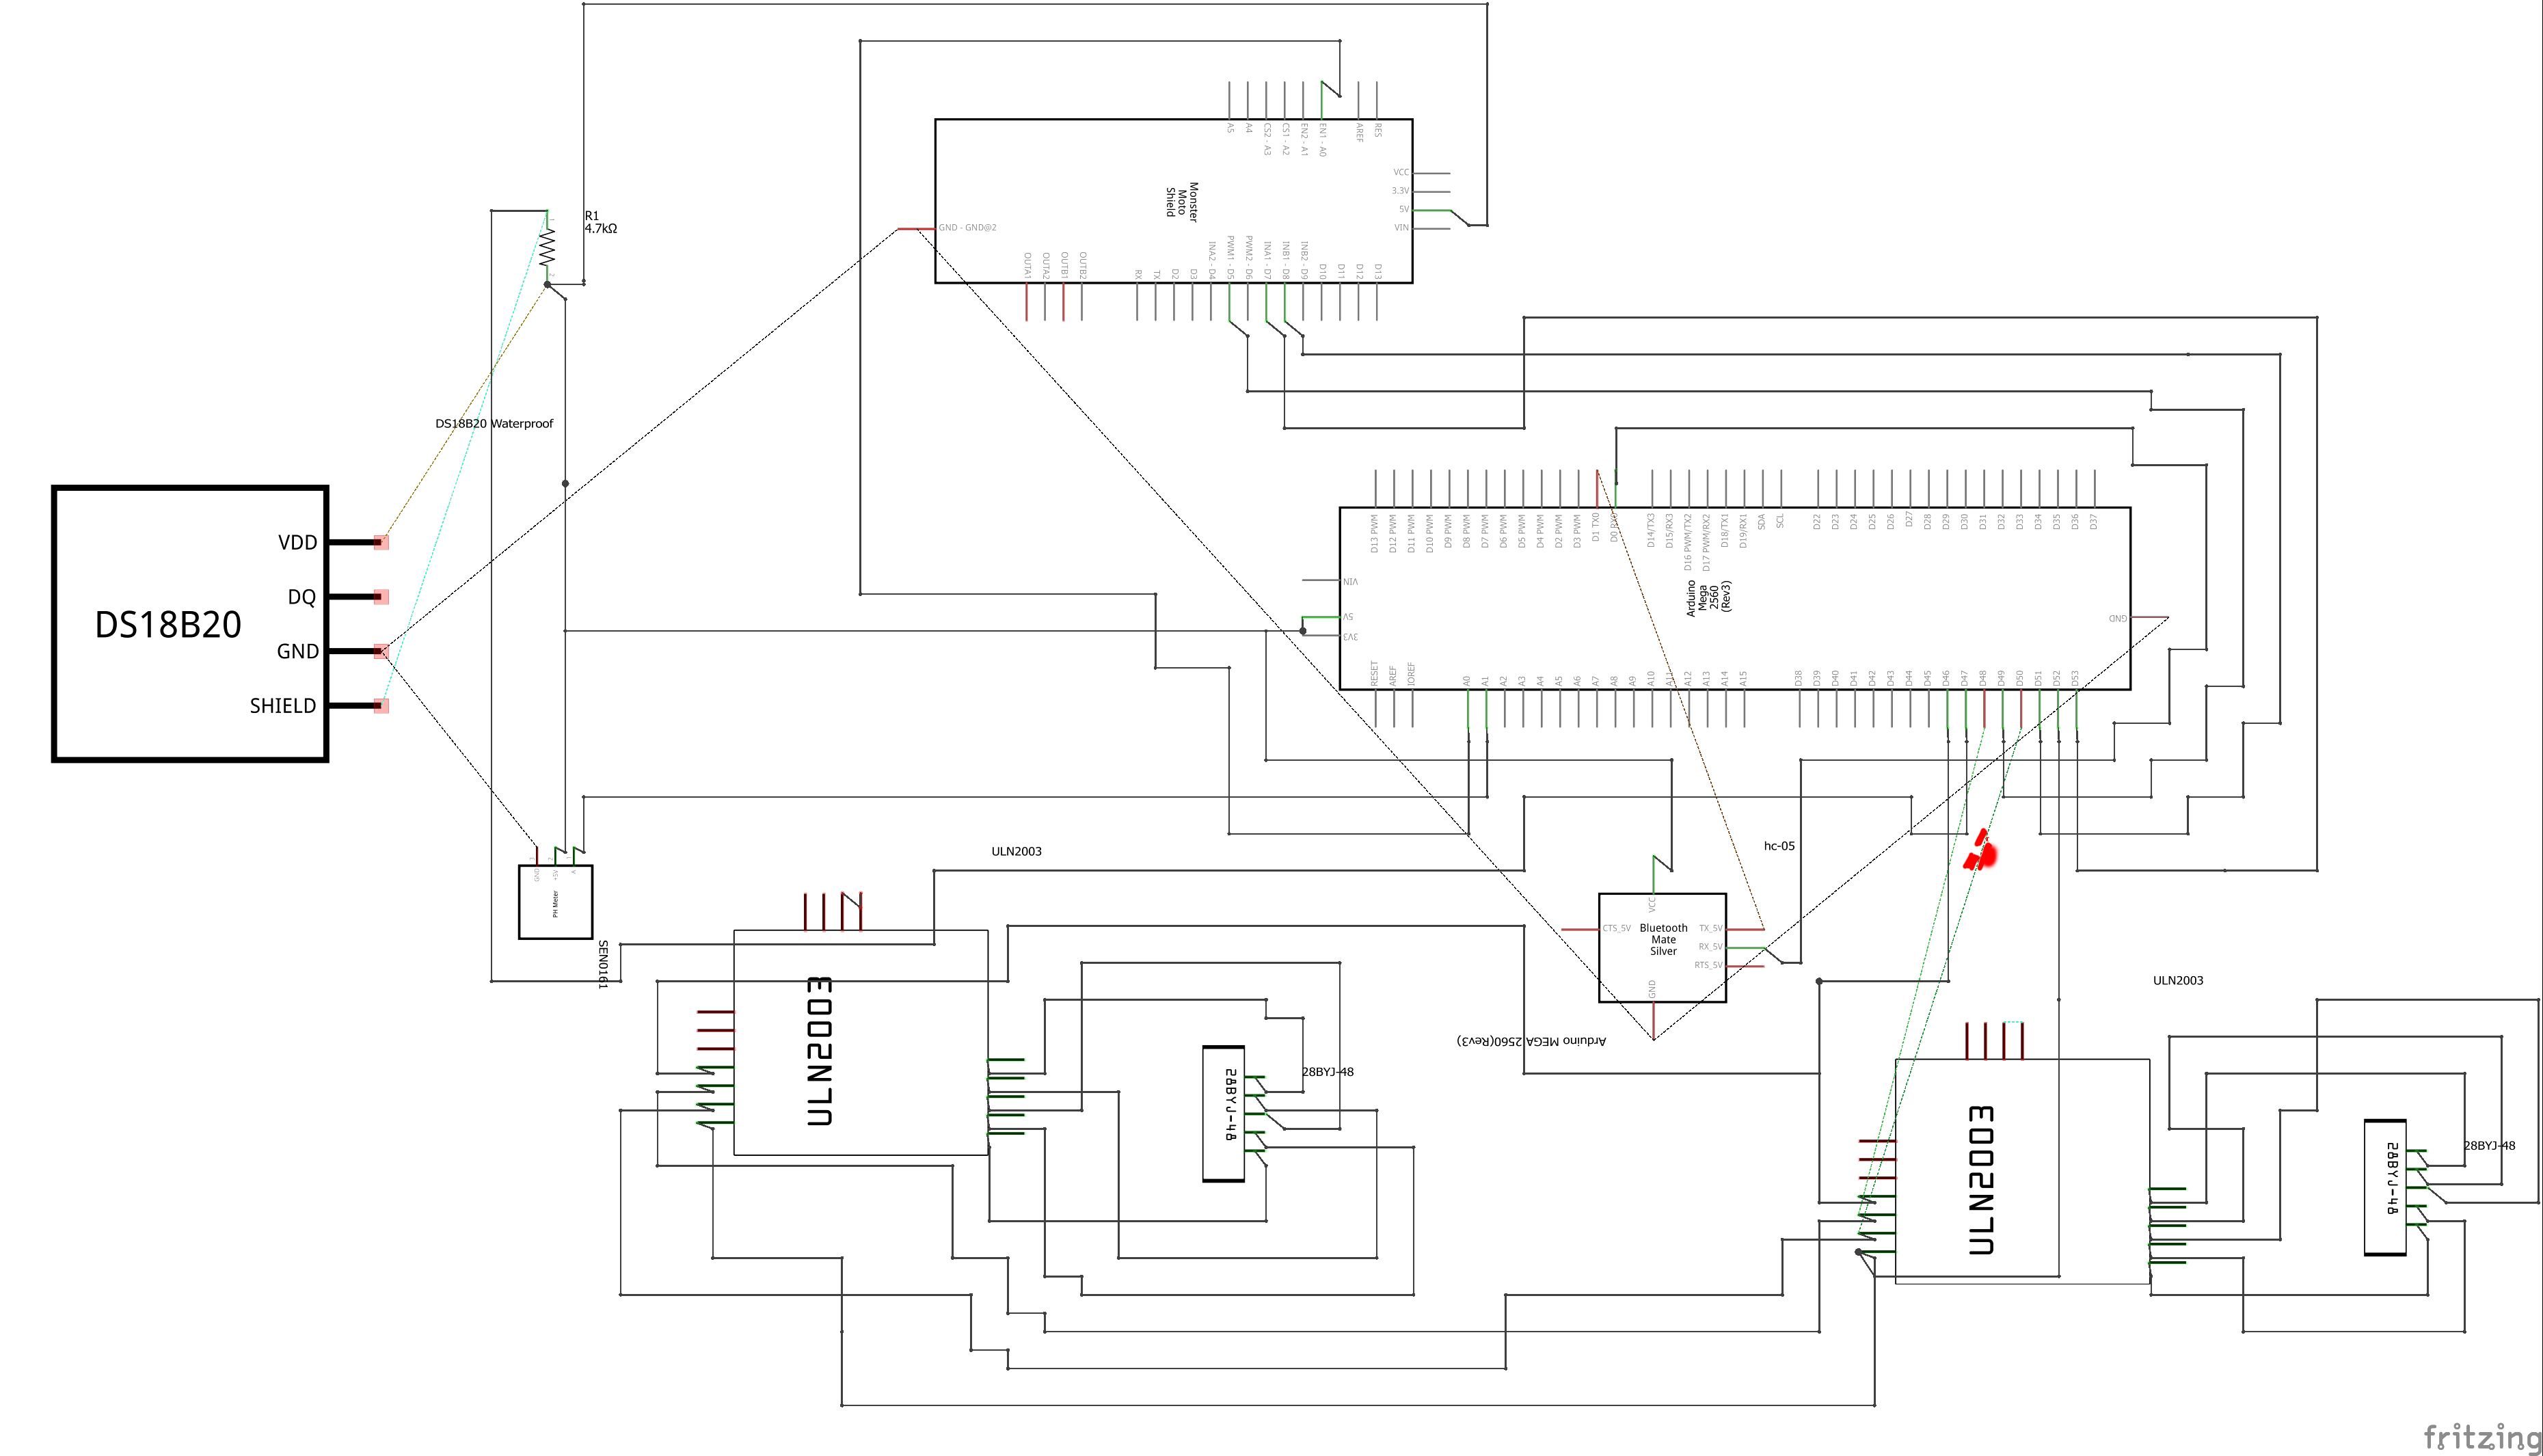 A5
A4
CS2 - A3
CS1 - A2
EN2 - A1
EN1 - A0
AREF
RES
VCC
3.3V
5V
VIN
Monster
Moto
Shield
GND - GND@2
OUTA1
OUTA2
OUTB1
OUTB2
RX
TX
D2
D3
INA2 - D4
PWM1 - D5
PWM2 - D6
INA1 - D7
INB1 - D8
INB2 - D9
D10
D11
D12
D13
R1
4.7kΩ
1
2
DS18B20 Waterproof
DS18B20
VDD
DQ
GND
SHIELD
D13 PWM
D12 PWM
D11 PWM
D10 PWM
D9 PWM
D8 PWM
D7 PWM
D6 PWM
D5 PWM
D4 PWM
D2 PWM
D3 PWM
D1 TX0
D0 RX0
D14/TX3
D15/RX3
D16 PWM/TX2
D17 PWM/RX2
D18/TX1
D19/RX1
SDA
SCL
D22
D23
D24
D25
D26
D27
D28
D29
D30
D31
D32
D33
D34
D35
D36
D37
VIN
5V
3V3
Arduino
Mega
2560
(Rev3)
GND
RESET
AREF
IOREF
A0
A1
A2
A3
A4
A5
A6
A7
A8
A9
A10
A11
A12
A13
A14
A15
D38
D39
D40
D41
D42
D43
D44
D45
D46
D47
D48
D49
D50
D51
D52
D53
GND
+5V
A
PH Meter
SEN0161
ULN2003
ULN2003
28BYJ-48
28BYJ-48
hc-05
VCC
CTS_5V
Bluetooth
Mate
Silver
TX_5V
RX_5V
RTS_5V
GND
Arduino MEGA 2560(Rev3)
ULN2003
ULN2003
28BYJ-48
28BYJ-48
fritzing